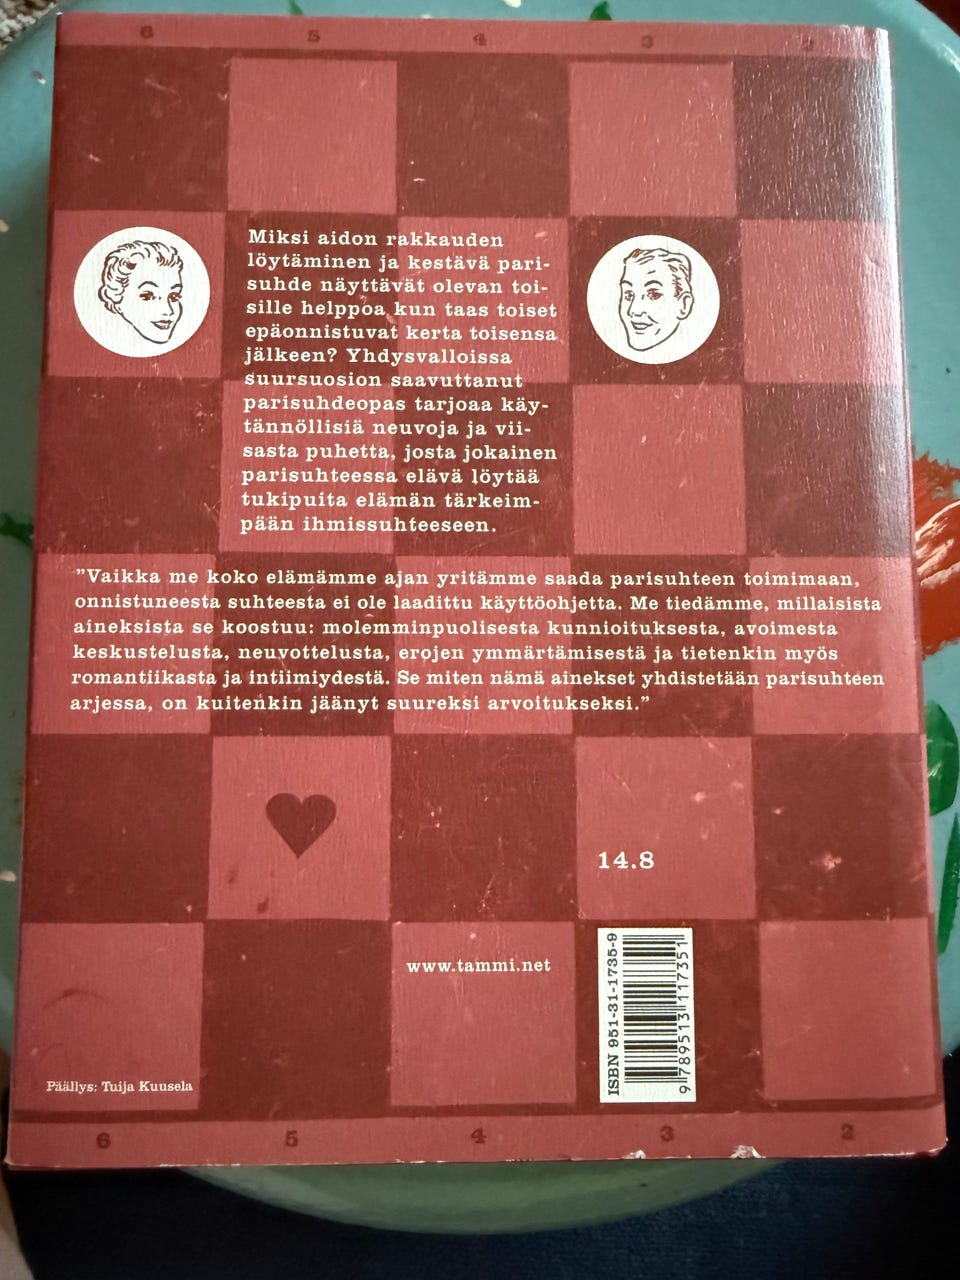 6 5 4 3 2
Miksi aidon rakkauden
löytäminen ja kestävä pari-
suhde näyttävät olevan toi-
sille helppoa kun taas toiset
epäonnistuvat kerta toisensa
jälkeen? Yhdysvalloissa
suursuosion saavuttanut
parisuhdeopas tarjoaa käy-
tännöllisiä neuvoja ja vii-
sasta puhetta, josta jokainen
parisuhteessa elävä löytää
tukipuita elämän tärkeim-
pään ihmissuhteeseen.
”Vaikka me koko elämämme ajan yritämme saada parisuhteen toimimaan,
onnistuneesta suhteesta ei ole laadittu käyttöohjetta. Me tiedämme, millaisista
aineksista se koostuu: molemminpuolisesta kunnioituksesta, avoimesta
keskustelusta, neuvottelusta, erojen ymmärtämisestä ja tietenkin myös
romantiikasta ja intiimiydestä. Se miten nämä ainekset yhdistetään parisuhteen
arjessa, on kuitenkin jäänyt suureksi arvoitukseksi.”
14.8
www.tammi.net
ISBN 951-31-1735-9
9 789513 117351
Päällys: Tuija Kuusela
6 5 4 3 2